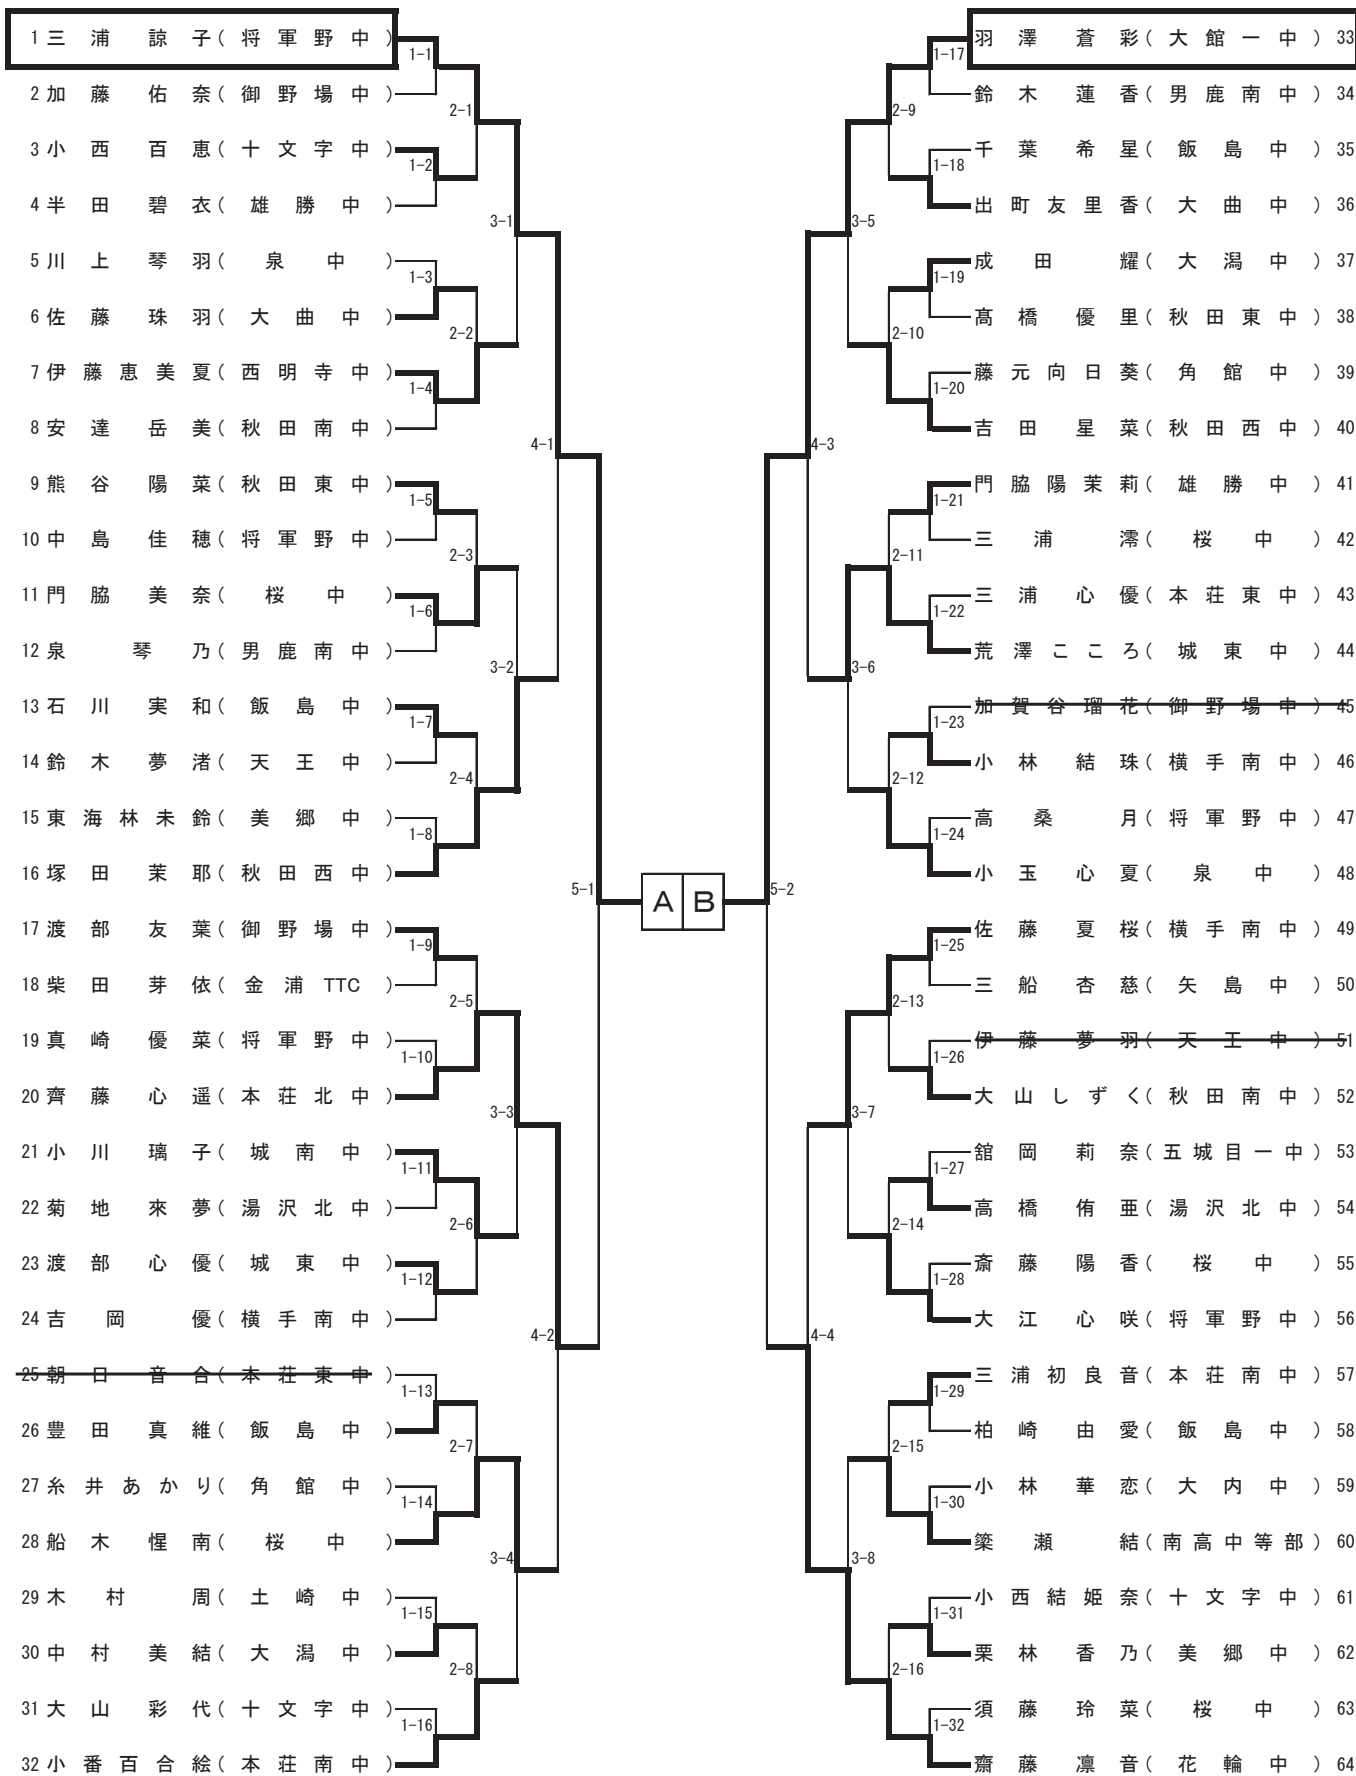 1 三浦諒子(将軍野中)
1-1
2 加藤佑奈(御野場中)
2-1
3 小西百恵(十文字中)
1-2
4 半田碧衣(雄勝中)
3-1
5 川上琴羽(泉中)
1-3
6 佐藤珠羽(大曲中)
2-2
7 伊藤恵美夏(西明寺中)
1-4
8 安達岳美(秋田南中)
4-1
9 熊谷陽菜(秋田東中)
1-5
10 中島佳穂(将軍野中)
2-3
11 門脇美奈(桜中)
1-6
12 泉琴乃(男鹿南中)
3-2
13 石川実和(飯島中)
1-7
14 鈴木夢渚(天王中)
2-4
15 東海林未鈴(美郷中)
1-8
16 塚田茉耶(秋田西中)
5-1
17 渡部友葉(御野場中)
1-9
18 柴田芽依(金浦TTC)
2-5
19 真崎優菜(将軍野中)
1-10
20 齊藤心遥(本荘北中)
3-3
21 小川璃子(城南中)
1-11
22 菊地來夢(湯沢北中)
2-6
23 渡部心優(城東中)
1-12
24 吉岡優(横手南中)
4-2
25 朝日音合(本荘東中)
1-13
26 豊田真維(飯島中)
2-7
27 糸井あかり(角館中)
1-14
28 船木惺南(桜中)
3-4
29 木村周(土崎中)
1-15
30 中村美結(大潟中)
2-8
31 大山彩代(十文字中)
1-16
32 小番百合絵(本荘南中)
A B
羽澤蒼彩(大館一中) 33
1-17
鈴木蓮香(男鹿南中) 34
2-9
千葉希星(飯島中) 35
1-18
出町友里香(大曲中) 36
3-5
成田耀(大潟中) 37
1-19
髙橋優里(秋田東中) 38
2-10
藤元向日葵(角館中) 39
1-20
吉田星菜(秋田西中) 40
4-3
門脇陽茉莉(雄勝中) 41
1-21
三浦澪(桜中) 42
2-11
三浦心優(本荘東中) 43
1-22
荒澤こころ(城東中) 44
3-6
加賀谷瑠花(御野場中) 45
1-23
小林結珠(横手南中) 46
2-12
高桑月(将軍野中) 47
1-24
小玉心夏(泉中) 48
5-2
佐藤夏桜(横手南中) 49
1-25
三船杏慈(矢島中) 50
2-13
伊藤夢羽(天王中) 51
1-26
大山しずく(秋田南中) 52
3-7
舘岡莉奈(五城目一中) 53
1-27
高橋侑亜(湯沢北中) 54
2-14
斎藤陽香(桜中) 55
1-28
大江心咲(将軍野中) 56
4-4
三浦初良音(本荘南中) 57
1-29
柏崎由愛(飯島中) 58
2-15
小林華恋(大内中) 59
1-30
簗瀬結(南高中等部) 60
3-8
小西結姫奈(十文字中) 61
1-31
栗林香乃(美郷中) 62
2-16
須藤玲菜(桜中) 63
1-32
齋藤凛音(花輪中) 64